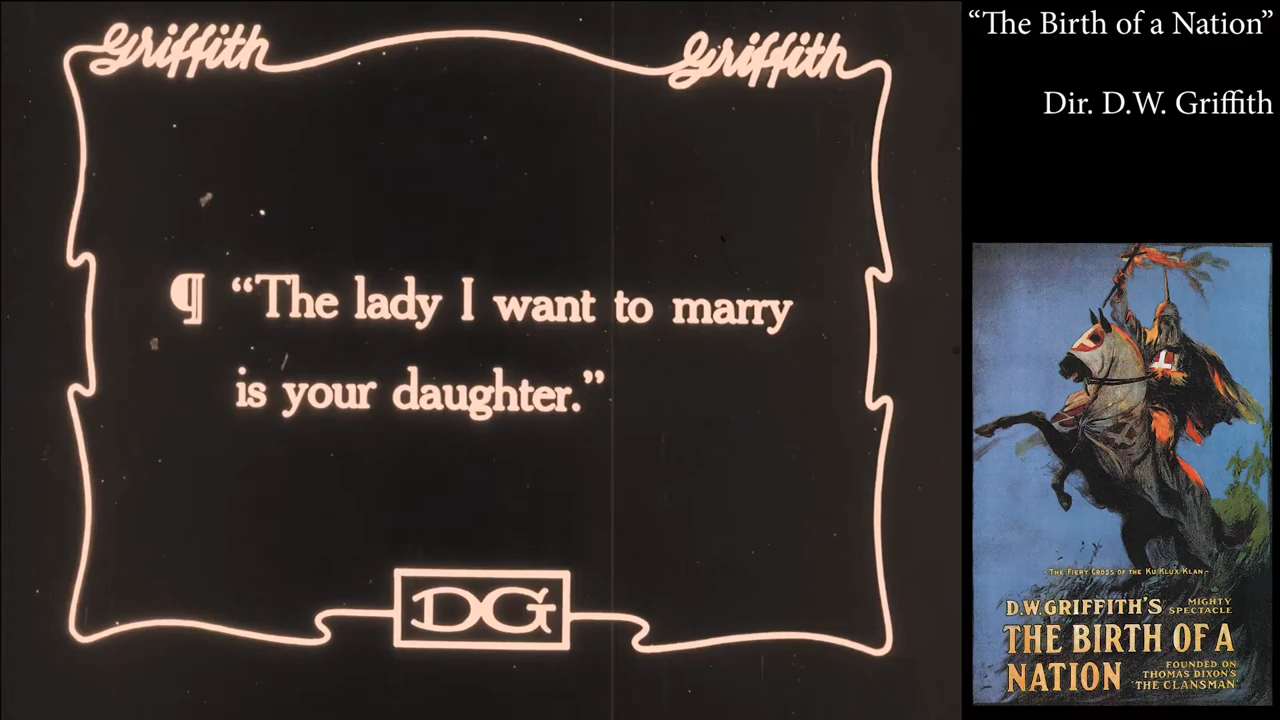 Griffith Griffith
¶ “The lady I want to marry
is your daughter.”
DG
“The Birth of a Nation”
Dir. D.W. Griffith
-THE FIERY CROSS OF THE KU KLUX KLAN-
D.W. GRIFFITH'S MIGHTY SPECTACLE
THE BIRTH OF A
NATION
FOUNDED ON
THOMAS DIXON'S
'THE CLANSMAN'